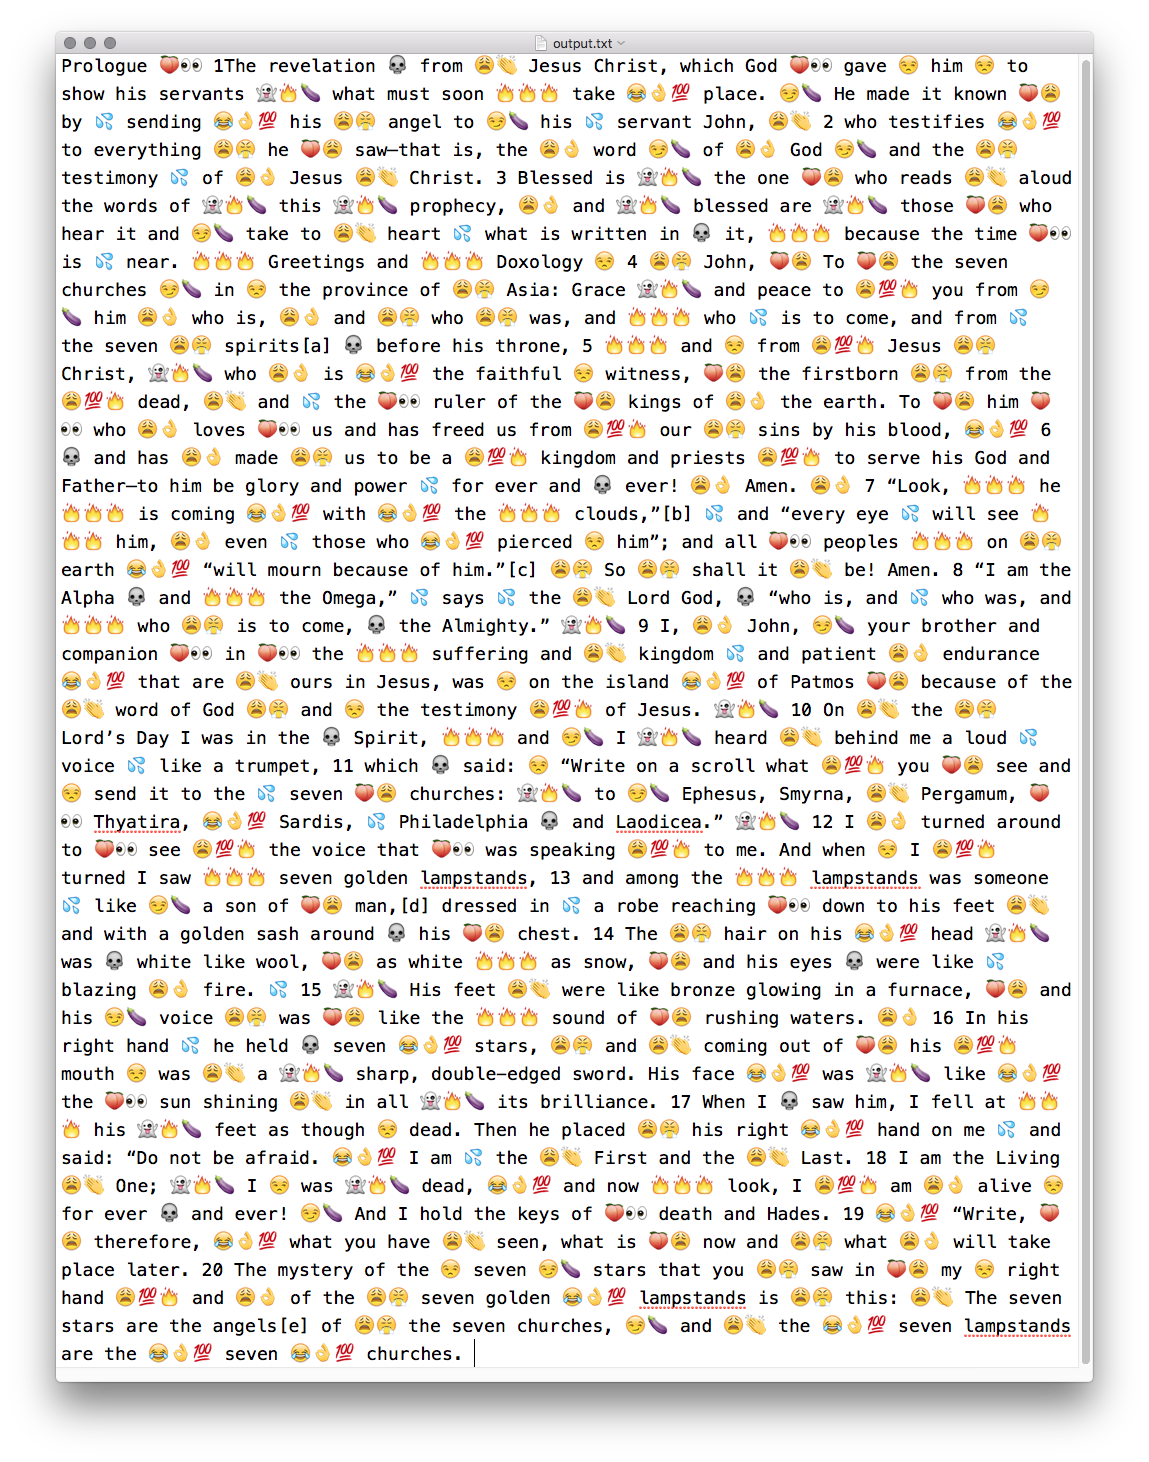 output.txt
Prologue 🍑👀 1The revelation 💀 from 😩👏 Jesus Christ, which God 🍑👀 gave 😒 him 😒 to
show his servants 👻🔥🍆 what must soon 🔥🔥🔥 take 😂👌💯 place. 😏🍆 He made it known 🍑😩
by 💦 sending 😂👌💯 his 😩😤 angel to 😏🍆 his 💦 servant John, 😩👏 2 who testifies 😂👌💯
to everything 😩😤 he 🍑😩 saw—that is, the 😩👌 word 😏🍆 of 😩👌 God 😏🍆 and the 😩😤
testimony 💦 of 😩👌 Jesus 😩👏 Christ. 3 Blessed is 👻🔥🍆 the one 🍑😩 who reads 😩👏 aloud
the words of 👻🔥🍆 this 👻🔥🍆 prophecy, 😩👌 and 👻🔥🍆 blessed are 👻🔥🍆 those 🍑😩 who
hear it and 😏🍆 take to 😩👏 heart 💦 what is written in 💀 it, 🔥🔥🔥 because the time 🍑👀
is 💦 near. 🔥🔥🔥 Greetings and 🔥🔥🔥 Doxology 😒 4 😩😤 John, 🍑😩 To 🍑😩 the seven
churches 😏🍆 in 😒 the province of 😩😤 Asia: Grace 👻🔥🍆 and peace to 😩💯🔥 you from 😏
🍆 him 😩👌 who is, 😩👌 and 😩😤 who 😩😤 was, and 🔥🔥🔥 who 💦 is to come, and from 💦
the seven 😩😤 spirits[a] 💀 before his throne, 5 🔥🔥🔥 and 😒 from 😩💯🔥 Jesus 😩😤
Christ, 👻🔥🍆 who 😩👌 is 😂👌💯 the faithful 😒 witness, 🍑😩 the firstborn 😩😤 from the
😩💯🔥 dead, 😩👏 and 💦 the 🍑👀 ruler of the 🍑😩 kings of 😩👌 the earth. To 🍑😩 him 🍑
👀 who 😩👌 loves 🍑👀 us and has freed us from 😩💯🔥 our 😩😤 sins by his blood, 😂👌💯 6
💀 and has 😩👌 made 😩😤 us to be a 😩💯🔥 kingdom and priests 😩💯🔥 to serve his God and
Father—to him be glory and power 💦 for ever and 💀 ever! 😩👌 Amen. 😩👌 7 “Look, 🔥🔥🔥 he
🔥🔥🔥 is coming 😂👌💯 with 😂👌💯 the 🔥🔥🔥 clouds,”[b] 💦 and “every eye 💦 will see 🔥
🔥🔥 him, 😩👌 even 💦 those who 😂👌💯 pierced 😒 him”; and all 🍑👀 peoples 🔥🔥🔥 on 😩😤
earth 😂👌💯 “will mourn because of him.”[c] 😩😤 So 😩😤 shall it 😩👏 be! Amen. 8 “I am the
Alpha 💀 and 🔥🔥🔥 the Omega,” 💦 says 💦 the 😩👏 Lord God, 💀 “who is, and 💦 who was, and
🔥🔥🔥 who 😩😤 is to come, 💀 the Almighty.” 👻🔥🍆 9 I, 😩👌 John, 😏🍆 your brother and
companion 🍑👀 in 🍑👀 the 🔥🔥🔥 suffering and 😩👏 kingdom 💦 and patient 😩👌 endurance
😂👌💯 that are 😩👏 ours in Jesus, was 😒 on the island 😂👌💯 of Patmos 🍑😩 because of the
😩👏 word of God 😩😤 and 😒 the testimony 😩💯🔥 of Jesus. 👻🔥🍆 10 On 😩👏 the 😩😤
Lord’s Day I was in the 💀 Spirit, 🔥🔥🔥 and 😏🍆 I 👻🔥🍆 heard 😩👏 behind me a loud 💦
voice 💦 like a trumpet, 11 which 💀 said: 😒 “Write on a scroll what 😩💯🔥 you 🍑😩 see and
😒 send it to the 💦 seven 🍑😩 churches: 👻🔥🍆 to 😏🍆 Ephesus, Smyrna, 😩👏 Pergamum, 🍑
👀 Thyatira, 😂👌💯 Sardis, 💦 Philadelphia 💀 and Laodicea.” 👻🔥🍆 12 I 😩👌 turned around
to 🍑👀 see 😩💯🔥 the voice that 🍑👀 was speaking 😩💯🔥 to me. And when 😒 I 😩💯🔥
turned I saw 🔥🔥🔥 seven golden lampstands, 13 and among the 🔥🔥🔥 lampstands was someone
💦 like 😏🍆 a son of 🍑😩 man,[d] dressed in 💦 a robe reaching 🍑👀 down to his feet 😩👏
and with a golden sash around 💀 his 🍑😩 chest. 14 The 😩😤 hair on his 😂👌💯 head 👻🔥🍆
was 💀 white like wool, 🍑😩 as white 🔥🔥🔥 as snow, 🍑😩 and his eyes 💀 were like 💦
blazing 😩👌 fire. 💦 15 👻🔥🍆 His feet 😩👏 were like bronze glowing in a furnace, 🍑😩 and
his 😏🍆 voice 😩😤 was 🍑😩 like the 🔥🔥🔥 sound of 🍑😩 rushing waters. 😩👌 16 In his
right hand 💦 he held 💀 seven 😂👌💯 stars, 😩😤 and 😩👏 coming out of 🍑😩 his 😩💯🔥
mouth 😒 was 😩👏 a 👻🔥🍆 sharp, double-edged sword. His face 😂👌💯 was 👻🔥🍆 like 😂👌💯
the 🍑👀 sun shining 😩👏 in all 👻🔥🍆 its brilliance. 17 When I 💀 saw him, I fell at 🔥🔥
🔥 his 👻🔥🍆 feet as though 😒 dead. Then he placed 😩😤 his right 😂👌💯 hand on me 💦 and
said: “Do not be afraid. 😂👌💯 I am 💦 the 😩👏 First and the 😩👏 Last. 18 I am the Living
😩👏 One; 👻🔥🍆 I 😒 was 👻🔥🍆 dead, 😂👌💯 and now 🔥🔥🔥 look, I 😩💯🔥 am 😩👌 alive 😒
for ever 💀 and ever! 😏🍆 And I hold the keys of 🍑👀 death and Hades. 19 😂👌💯 “Write, 🍑
😩 therefore, 😂👌💯 what you have 😩👏 seen, what is 🍑😩 now and 😩😤 what 😩👌 will take
place later. 20 The mystery of the 😒 seven 😏🍆 stars that you 😩😤 saw in 🍑😩 my 😒 right
hand 😩💯🔥 and 😩👌 of the 😩😤 seven golden 😂👌💯 lampstands is 😩😤 this: 😩👏 The seven
stars are the angels[e] of 😩😤 the seven churches, 😏🍆 and 😩👏 the 😂👌💯 seven lampstands
are the 😂👌💯 seven 😂👌💯 churches.